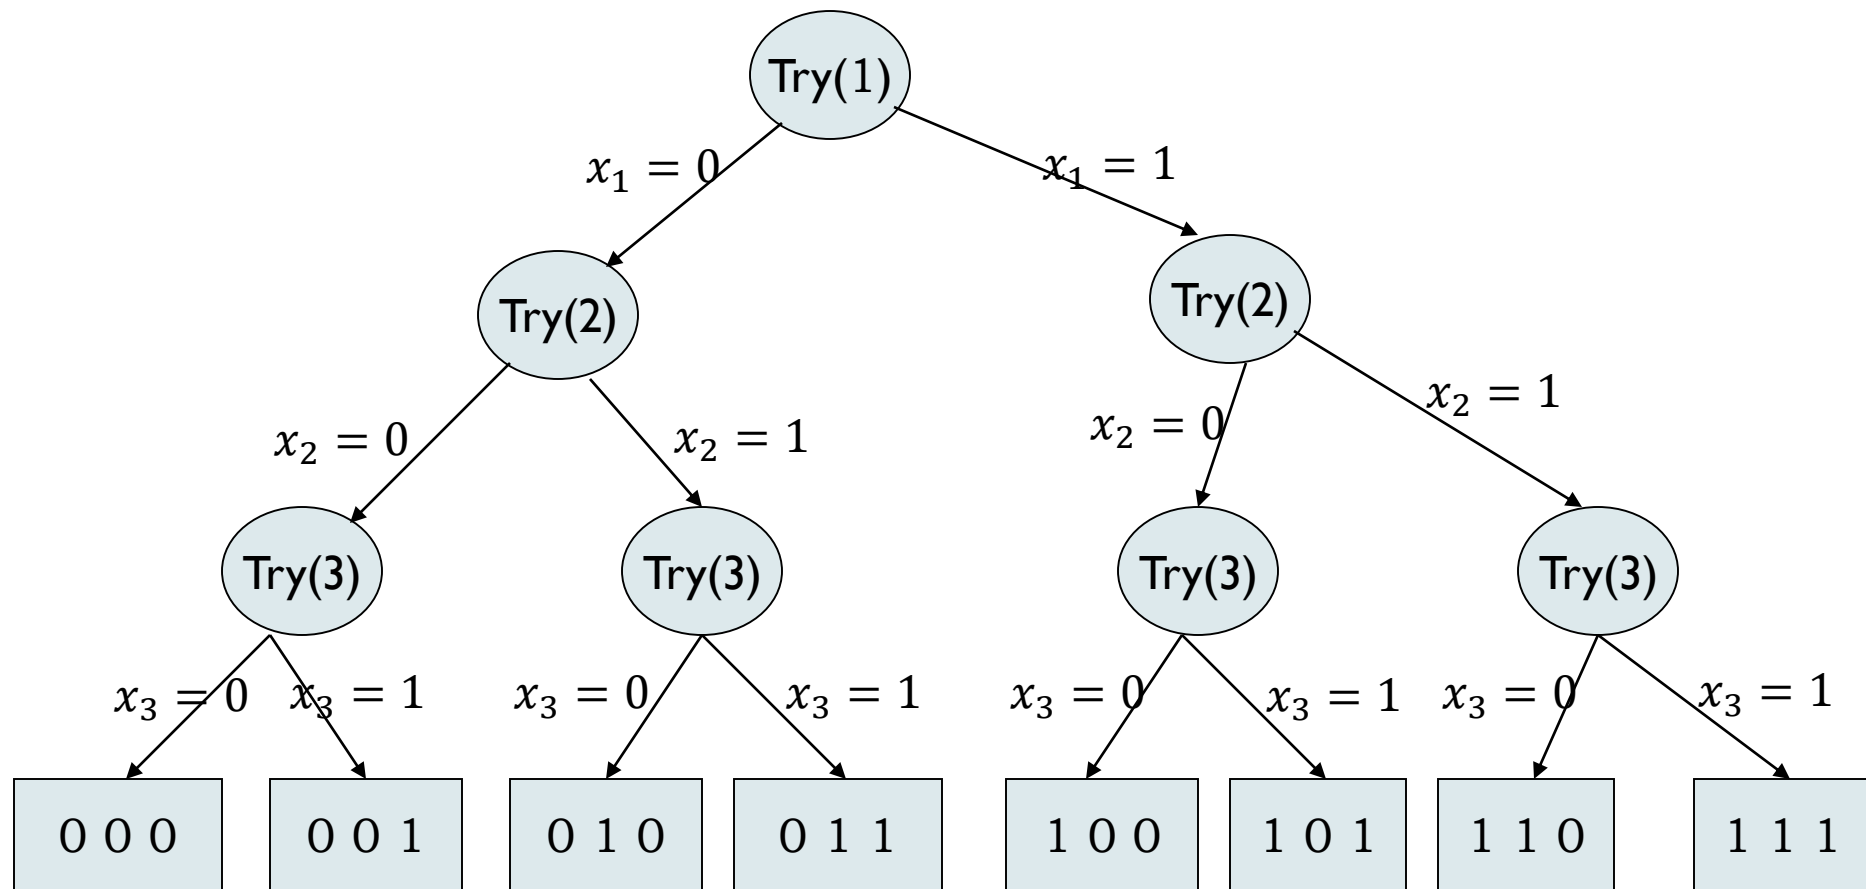 Try(1)
x₁ = 0
x₁ = 1
Try(2)
Try(2)
x₂ = 0
x₂ = 1
x₂ = 0
x₂ = 1
Try(3)
Try(3)
Try(3)
Try(3)
x₃ = 0
x₃ = 1
x₃ = 0
x₃ = 1
x₃ = 0
x₃ = 1
x₃ = 0
x₃ = 1
0 0 0
0 0 1
0 1 0
0 1 1
1 0 0
1 0 1
1 1 0
1 1 1